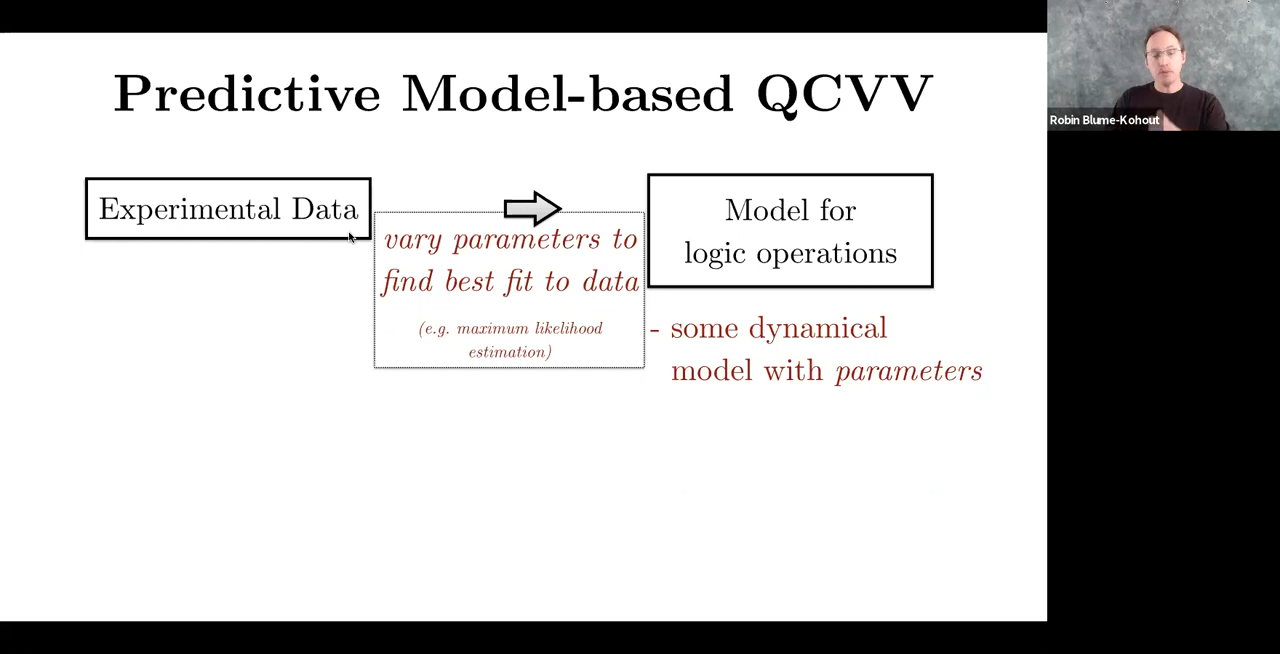 Predictive Model-based QCVV
Robin Blume-Kohout
Experimental Data
vary parameters to
find best fit to data
(e.g. maximum likelihood
estimation)
Model for
logic operations
- some dynamical
model with parameters